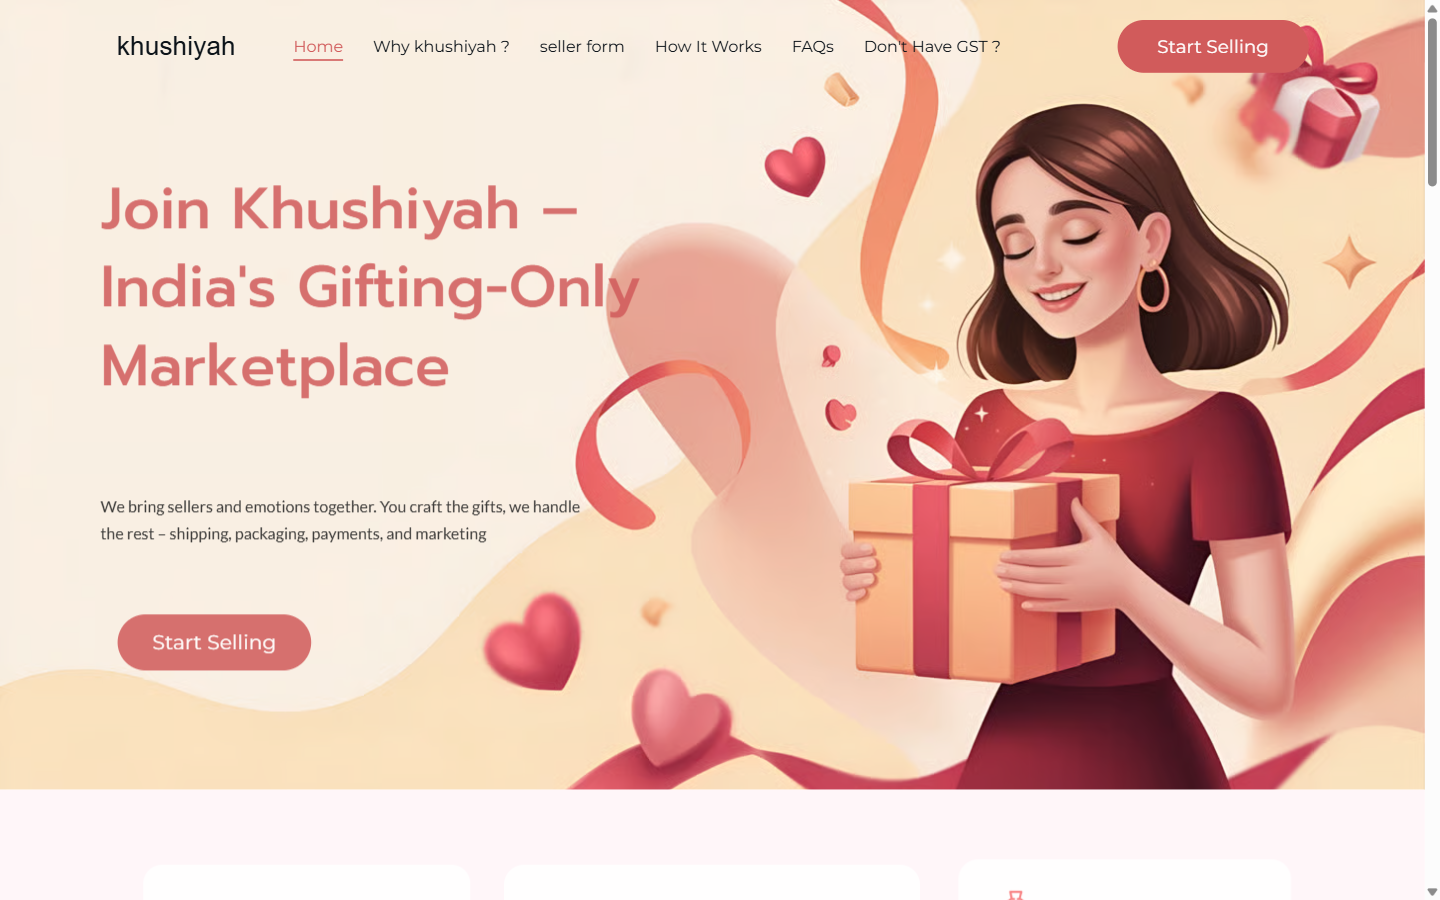 khushiyah
Home
Why khushiyah ?
seller form
How It Works
FAQs
Don't Have GST ?
Start Selling
Join Khushiyah –
India's Gifting-Only
Marketplace
We bring sellers and emotions together. You craft the gifts, we handle
the rest – shipping, packaging, payments, and marketing
Start Selling